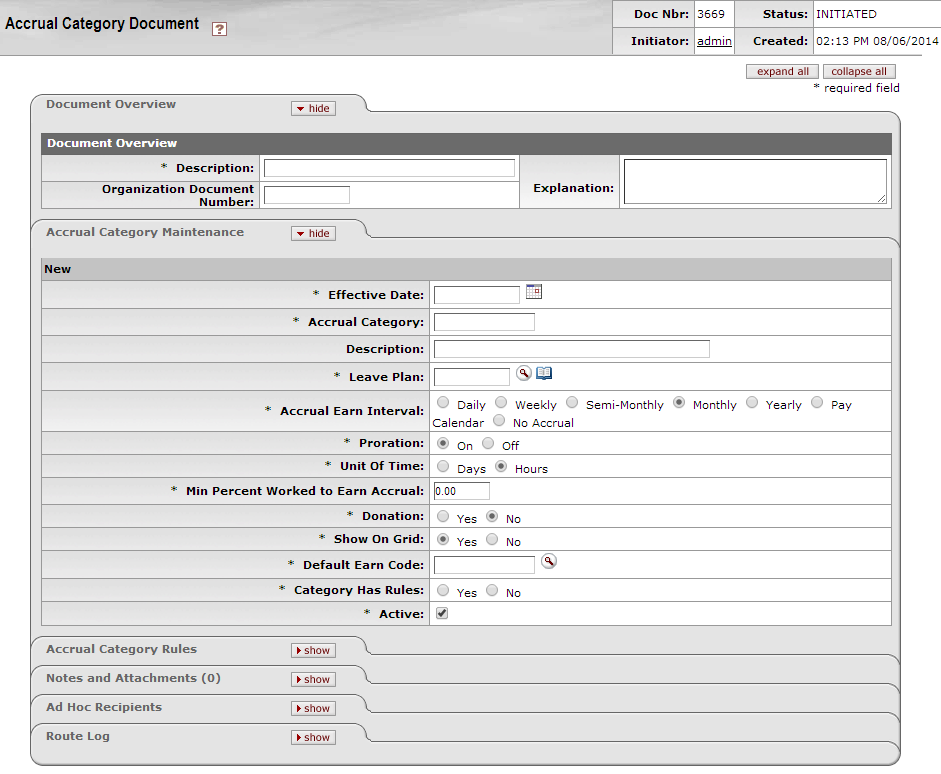 Accrual Category Document ?
Doc Nbr: 3669 Status: INITIATED
Initiator: admin Created: 02:13 PM 08/06/2014
expand all collapse all
* required field
Document Overview hide
Document Overview
* Description:
Organization Document
Number:
Explanation:
Accrual Category Maintenance hide
New
* Effective Date:
* Accrual Category:
Description:
* Leave Plan:
* Accrual Earn Interval: Daily Weekly Semi-Monthly Monthly Yearly Pay
Calendar No Accrual
* Proration: On Off
* Unit Of Time: Days Hours
* Min Percent Worked to Earn Accrual: 0.00
* Donation: Yes No
* Show On Grid: Yes No
* Default Earn Code:
* Category Has Rules: Yes No
* Active:
Accrual Category Rules show
Notes and Attachments (0) show
Ad Hoc Recipients show
Route Log show